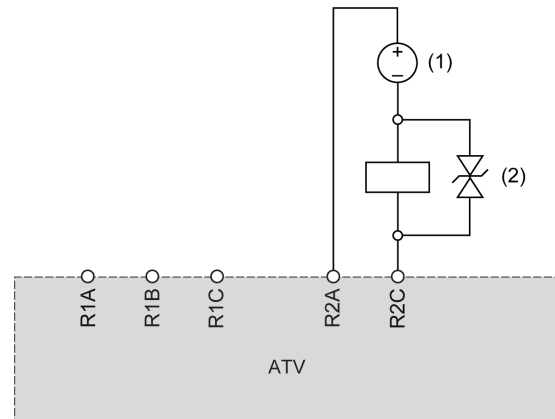 +
(1)
−
(2)
R1A
R1B
R1C
R2A
R2C
ATV